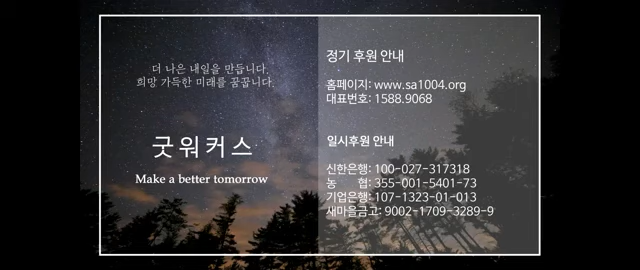 더 나은 내일을 만듭니다.
희망 가득한 미래를 꿈꿉니다.
굿워커스
Make a better tomorrow
정기 후원 안내
홈페이지: www.sa1004.org
대표번호: 1588.9068
일시후원 안내
신한은행: 100-027-317318
농 협: 355-001-5401-73
기업은행: 107-1323-01-013
새마을금고: 9002-1709-3289-9